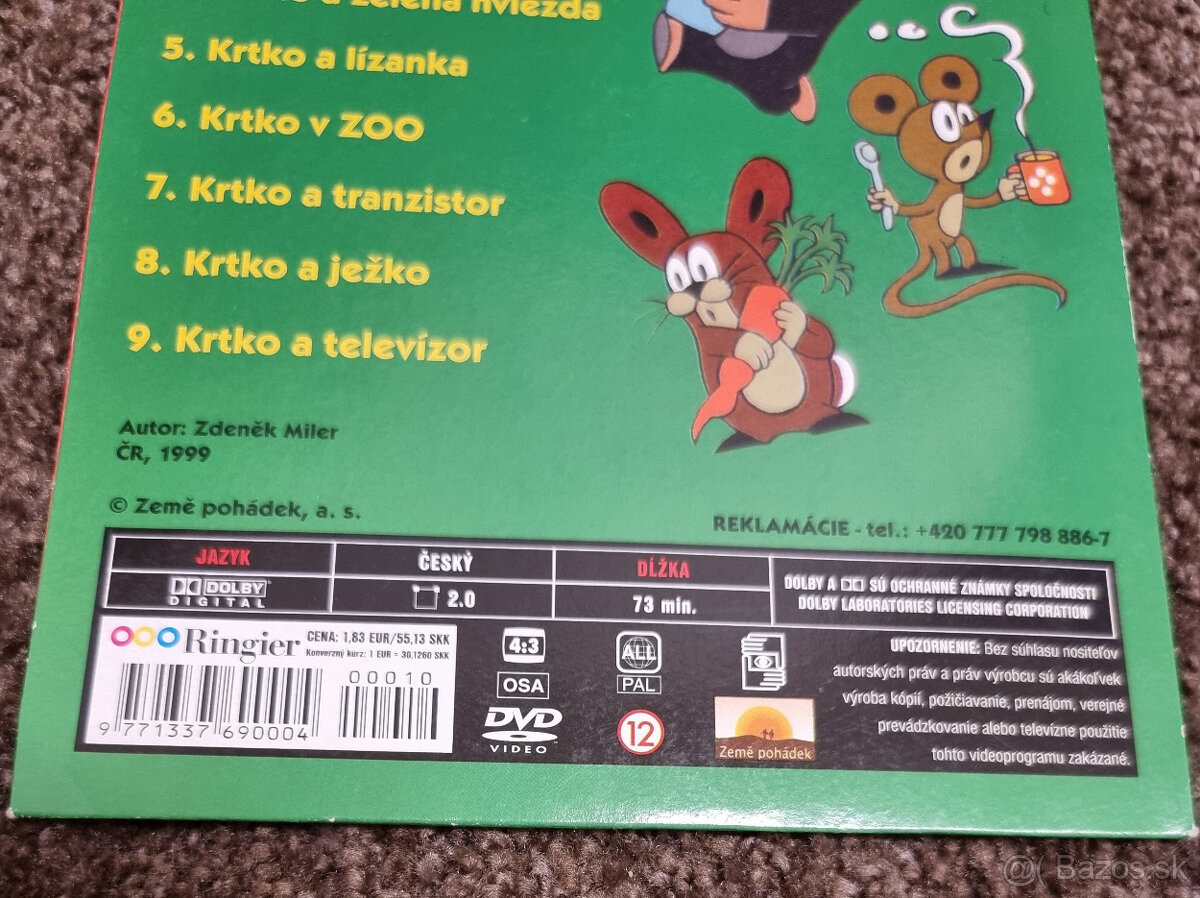 a zelená hviezda
5. Krtko a lízanka
6. Krtko v ZOO
7. Krtko a tranzistor
8. Krtko a ježko
9. Krtko a televízor
Autor: Zdeněk Miler
ČR, 1999
© Země pohádek, a. s.
REKLAMÁCIE - tel.: +420 777 798 886-7
JAZYK
ČESKÝ
DĹŽKA
DOLBY
DIGITAL
2.0
73 min.
DOLBY A SÚ OCHRANNÉ ZNÁMKY SPOLOČNOSTI
DOLBY LABORATORIES LICENSING CORPORATION
Ringier
CENA: 1,83 EUR/55,13 SKK
Konverzný kurz: 1 EUR = 30,1260 SKK
00010
9 771337 690004
4:3
OSA
DVD
VIDEO
ALL
PAL
12
Země pohádek
UPOZORNENIE: Bez súhlasu nositeľov
autorských práv a práv výrobcu sú akákoľvek
výroba kópií, požičiavanie, prenájom, verejné
prevádzkovanie alebo televízne použitie
tohto videoprogramu zakázané.
@( Bazos.sk